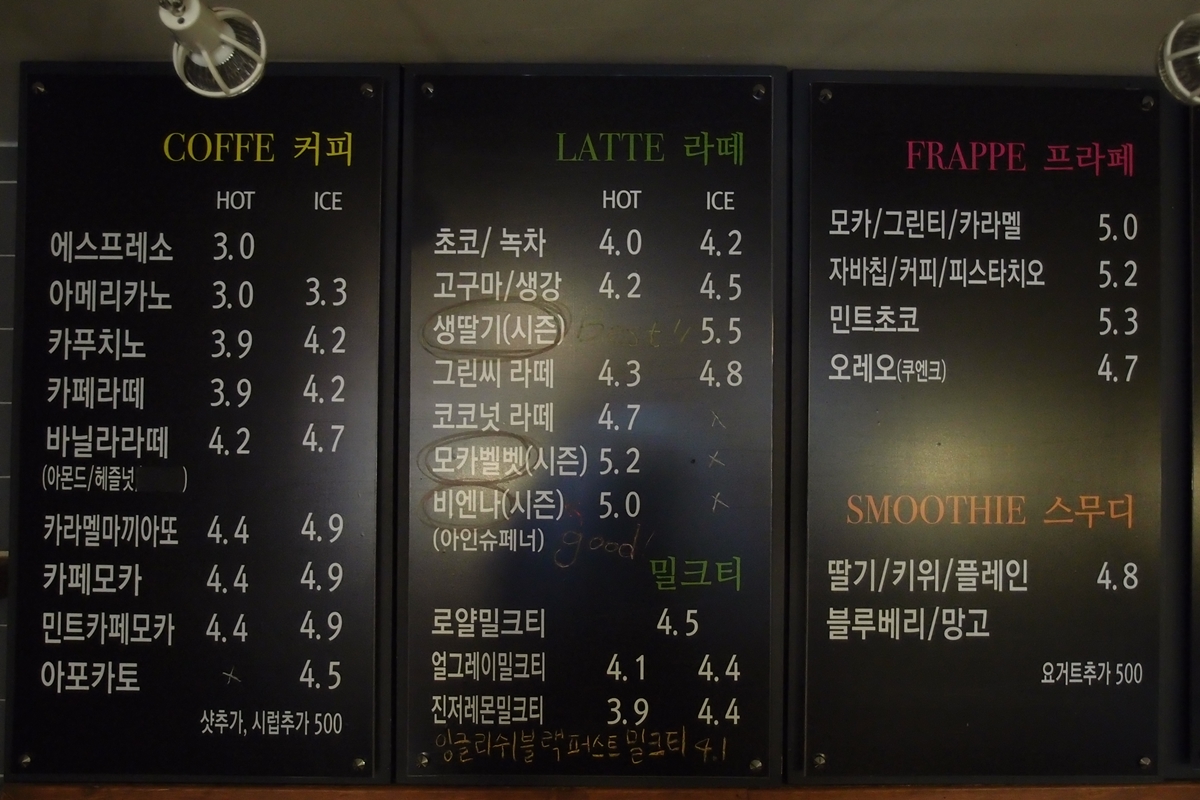 COFFE 커피
HOT ICE
에스프레소 3.0
아메리카노 3.0 3.3
카푸치노 3.9 4.2
카페라떼 3.9 4.2
바닐라라떼 4.2 4.7
(아몬드/헤즐넛 )
카라멜마끼아또 4.4 4.9
카페모카 4.4 4.9
민트카페모카 4.4 4.9
아포카토 x 4.5
샷추가, 시럽추가 500
LATTE 라떼
HOT ICE
초코/ 녹차 4.0 4.2
고구마/생강 4.2 4.5
생딸기(시즌) 5.5
그린씨 라떼 4.3 4.8
코코넛 라떼 4.7 x
모카벨벳(시즌) 5.2 x
비엔나(시즌) 5.0 x
(아인슈페너) good!
밀크티
로얄밀크티 4.5
얼그레이밀크티 4.1 4.4
진저레몬밀크티 3.9 4.4
잉글리쉬블랙퍼스트밀크티 4.1
FRAPPE 프라페
모카/그린티/카라멜 5.0
자바칩/커피/피스타치오 5.2
민트초코 5.3
오레오(쿠엔크) 4.7
SMOOTHIE 스무디
딸기/키위/플레인 4.8
블루베리/망고
요거트추가 500